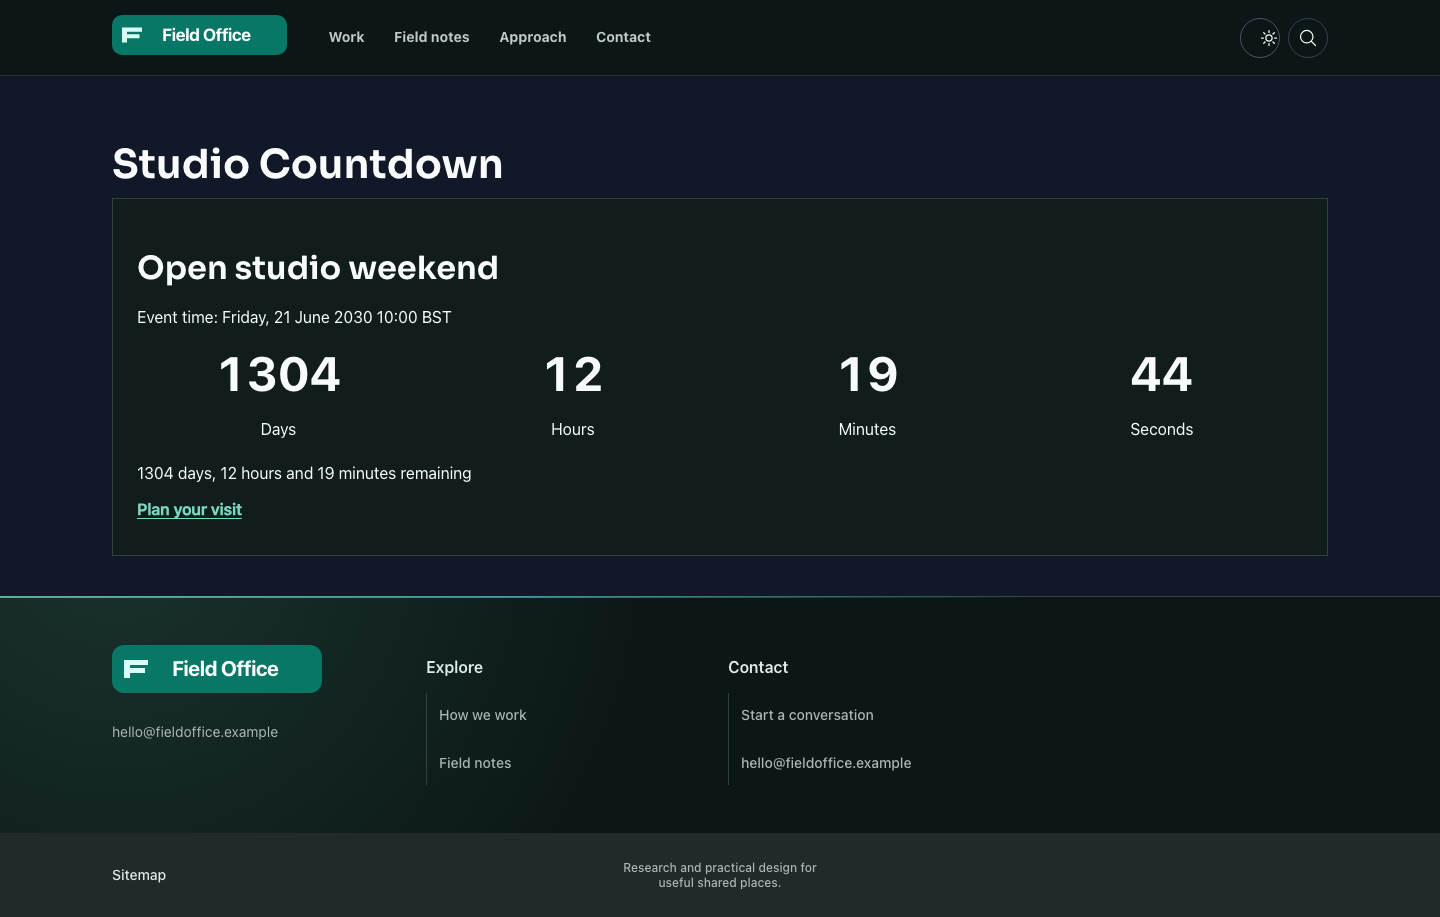 Field Office
Work
Field notes
Approach
Contact
Studio Countdown
Open studio weekend
Event time: Friday, 21 June 2030 10:00 BST
1304
Days
12
Hours
19
Minutes
44
Seconds
1304 days, 12 hours and 19 minutes remaining
Plan your visit
Field Office
hello@fieldoffice.example
Explore
How we work
Field notes
Contact
Start a conversation
hello@fieldoffice.example
Sitemap
Research and practical design for
useful shared places.